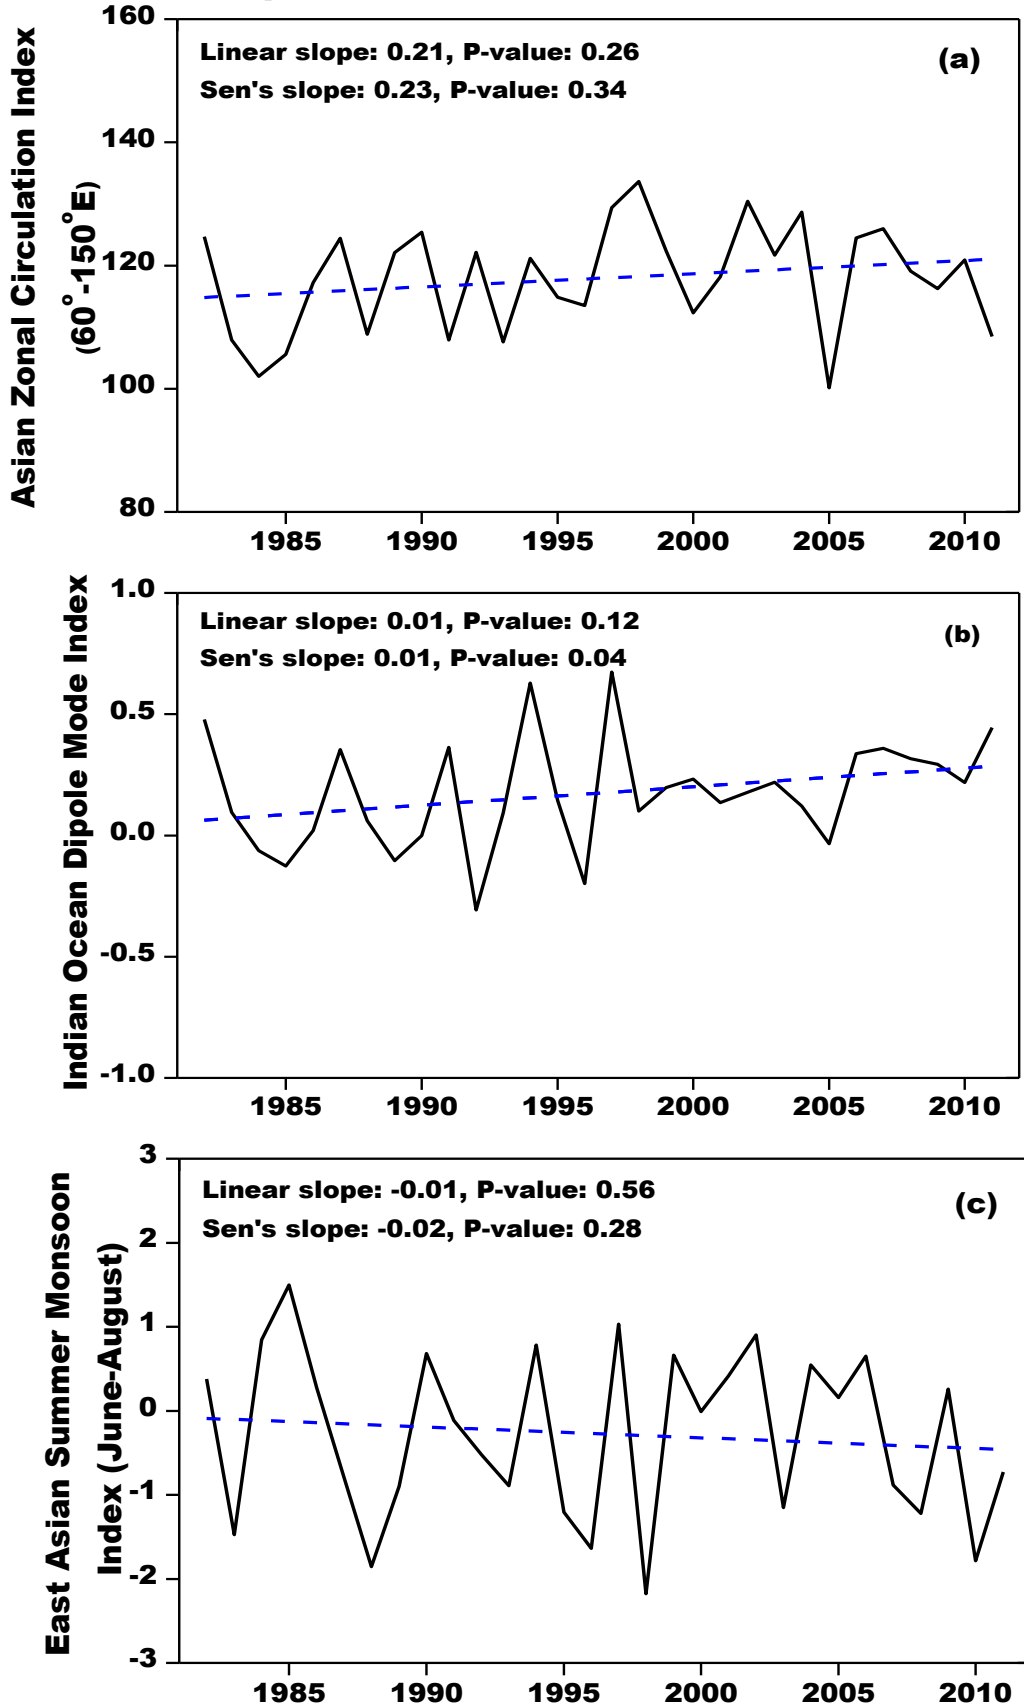 Asian Zonal Circulation Index
(60°-150°E)
160
140
120
100
80
Linear slope: 0.21, P-value: 0.26
Sen's slope: 0.23, P-value: 0.34
(a)
1985 1990 1995 2000 2005 2010
Indian Ocean Dipole Mode Index
1.0
0.5
0.0
-0.5
-1.0
Linear slope: 0.01, P-value: 0.12
Sen's slope: 0.01, P-value: 0.04
(b)
1985 1990 1995 2000 2005 2010
East Asian Summer Monsoon
Index (June-August)
3
2
1
0
-1
-2
-3
Linear slope: -0.01, P-value: 0.56
Sen's slope: -0.02, P-value: 0.28
(c)
1985 1990 1995 2000 2005 2010